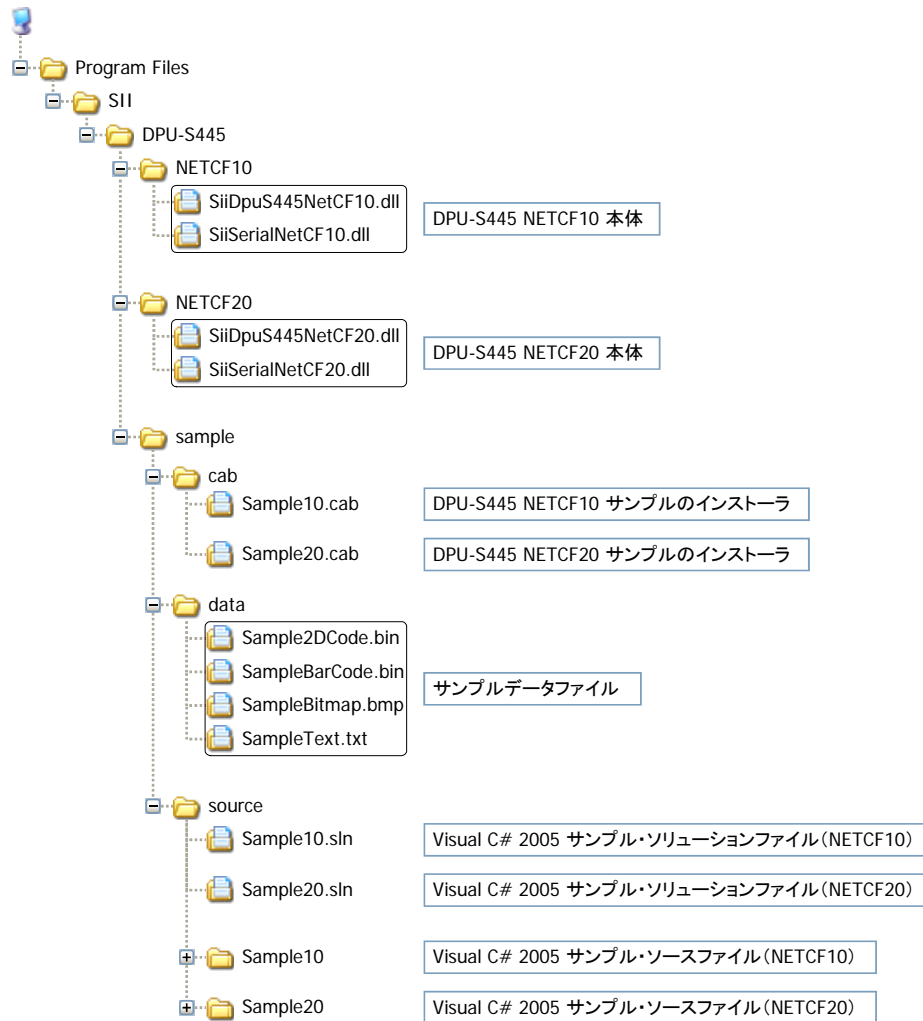 Program Files
SII
DPU-S445
NETCF10
SiiDpuS445NetCF10.dll
SiiSerialNetCF10.dll
DPU-S445 NETCF10 本体
NETCF20
SiiDpuS445NetCF20.dll
SiiSerialNetCF20.dll
DPU-S445 NETCF20 本体
sample
cab
Sample10.cab
DPU-S445 NETCF10 サンプルのインストーラ
Sample20.cab
DPU-S445 NETCF20 サンプルのインストーラ
data
Sample2DCode.bin
SampleBarCode.bin
SampleBitmap.bmp
SampleText.txt
サンプルデータファイル
source
Sample10.sln
Visual C# 2005 サンプル・ソリューションファイル(NETCF10)
Sample20.sln
Visual C# 2005 サンプル・ソリューションファイル(NETCF20)
Sample10
Visual C# 2005 サンプル・ソースファイル(NETCF10)
Sample20
Visual C# 2005 サンプル・ソースファイル(NETCF20)